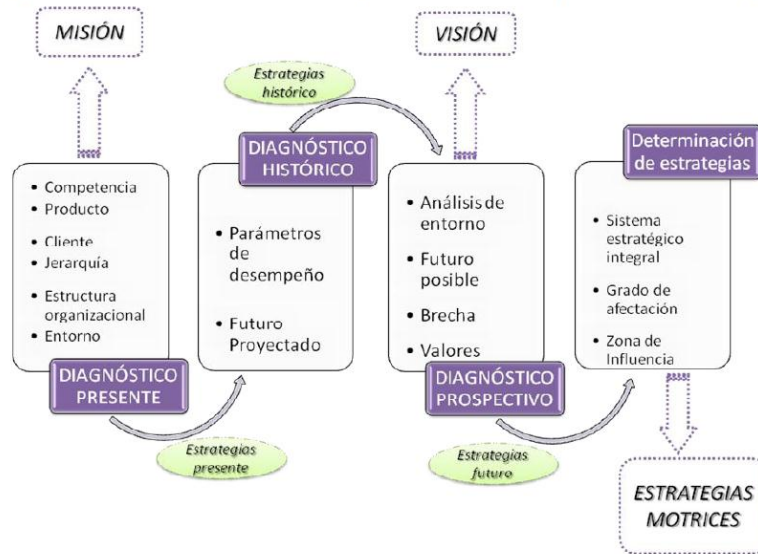 MISIÓN
VISIÓN
Estrategias
histórico
DIAGNÓSTICO
HISTÓRICO
Determinación
de estrategias
• Competencia
• Producto
• Cliente
• Jerarquía
• Estructura
organizacional
• Entorno
DIAGNÓSTICO
PRESENTE
• Parámetros
de
desempeño
• Futuro
Proyectado
• Análisis de
entorno
• Futuro
posible
• Brecha
• Valores
DIAGNÓSTICO
PROSPECTIVO
• Sistema
estratégico
integral
• Grado de
afectación
• Zona de
Influencia
Estrategias
presente
Estrategias
futuro
ESTRATEGIAS
MOTRICES